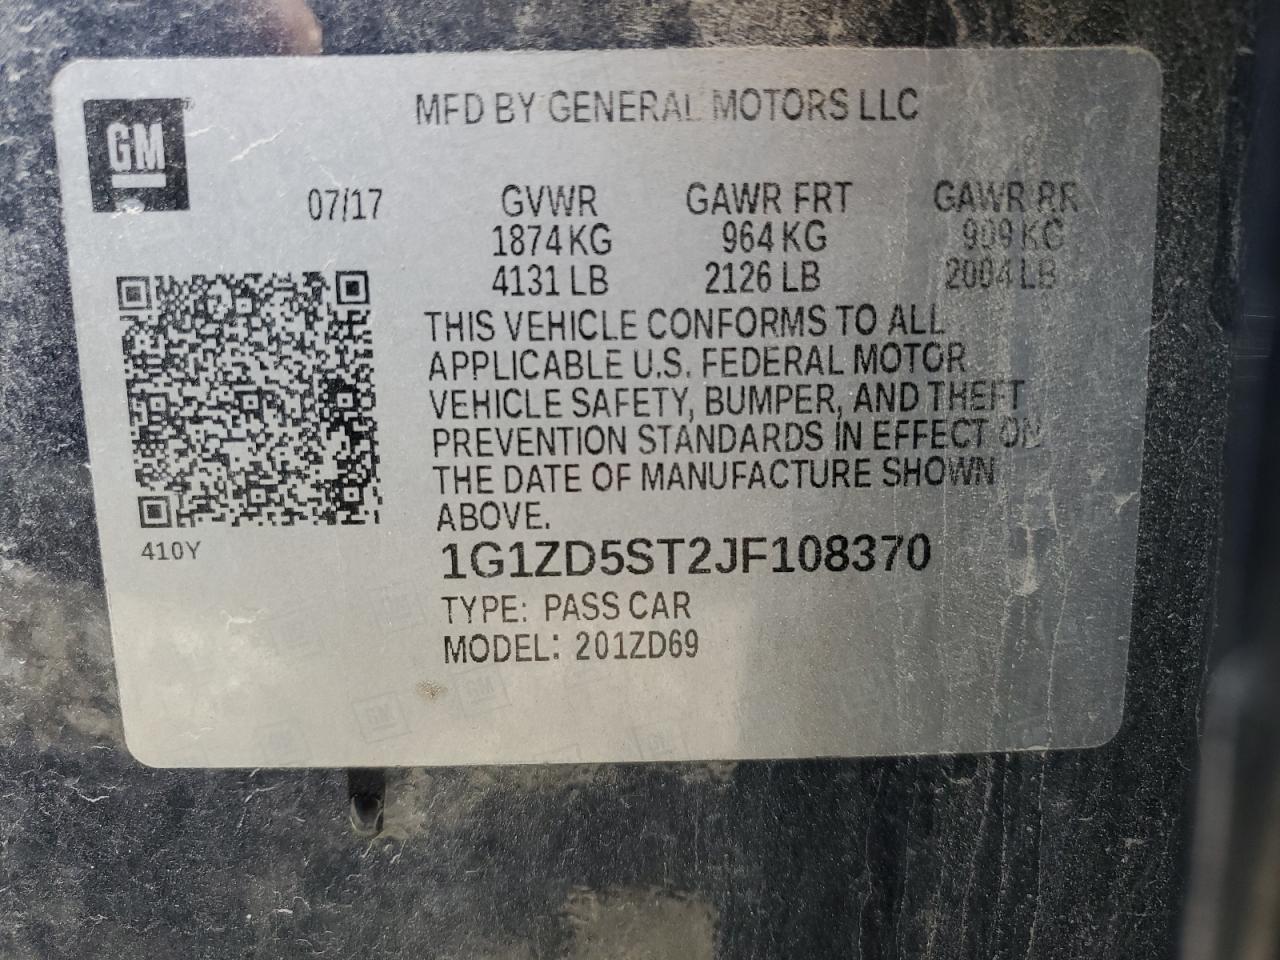 MFD BY GENERAL MOTORS LLC
GM
07/17 GVWR GAWR FRT GAWR RR
1874 KG 964 KG 909 KG
4131 LB 2126 LB 2004 LB
THIS VEHICLE CONFORMS TO ALL
APPLICABLE U.S. FEDERAL MOTOR
VEHICLE SAFETY, BUMPER, AND THEFT
PREVENTION STANDARDS IN EFFECT ON
THE DATE OF MANUFACTURE SHOWN
ABOVE.
410Y
1G1ZD5ST2JF108370
TYPE: PASS CAR
MODEL: 201ZD69